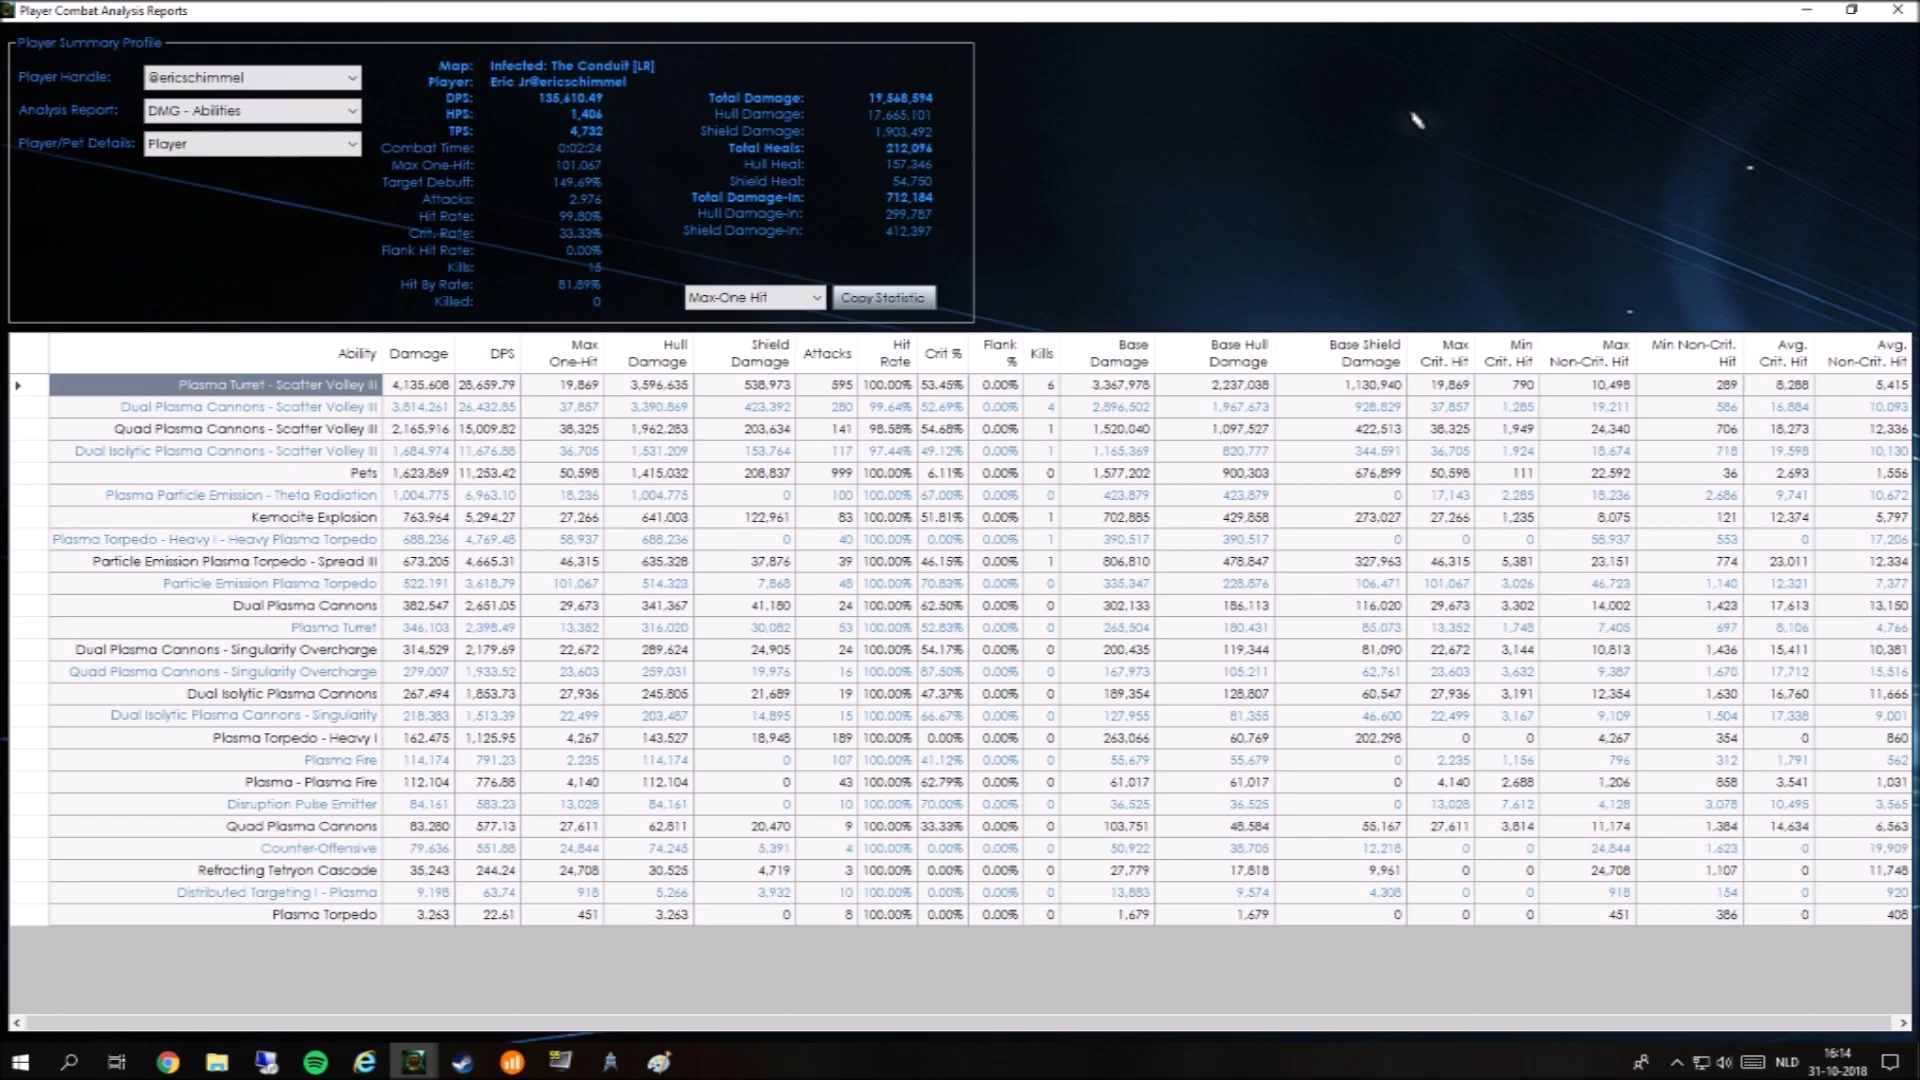 Player Combat Analysis Reports
Player Summary Profile
Player Handle: @ericschimmel
Analysis Report: DMG - Abilities
Player/Pet Details: Player
Map: Infected: The Conduit [LR]
Player: Eric Jr@ericschimmel
DPS: 135,610.49
HPS: 1,406
TPS: 4,732
Combat Time: 0:02:24
Max One-Hit: 101,067
Target Debuff: 149.69%
Attacks: 2,976
Hit Rate: 99.80%
Crit. Rate: 33.33%
Flank Hit Rate: 0.00%
Kills: 15
Hit By Rate: 81.89%
Killed: 0
Total Damage: 19,568,594
Hull Damage: 17,665,101
Shield Damage: 1,903,492
Total Heals: 212,096
Hull Heal: 157,346
Shield Heal: 54,750
Total Damage-In: 712,184
Hull Damage-In: 299,787
Shield Damage-In: 412,397
Max-One Hit Copy Statistic
Ability Damage DPS Max One-Hit Hull Damage Shield Damage Attacks Hit Rate Crit % Flank % Kills Base Damage Base Hull Damage Base Shield Damage Max Crit. Hit Min Crit. Hit Max Non-Crit. Hit Min Non-Crit. Hit Avg. Crit. Hit Avg. Non-Crit. Hit
Plasma Turret - Scatter Volley III 4,135,608 28,659.79 19,869 3,596,635 538,973 595 100.00% 53.45% 0.00% 6 3,367,978 2,237,038 1,130,940 19,869 790 10,498 289 8,288 5,415
Dual Plasma Cannons - Scatter Volley III 3,814,261 26,432.85 37,857 3,390,869 423,392 280 99.64% 52.69% 0.00% 4 2,896,502 1,967,673 928,829 37,857 1,285 19,211 586 16,884 10,093
Quad Plasma Cannons - Scatter Volley III 2,165,916 15,009.82 38,325 1,962,283 203,634 141 98.58% 54.68% 0.00% 1 1,520,040 1,097,527 422,513 38,325 1,949 24,340 706 18,273 12,336
Dual Isolytic Plasma Cannons - Scatter Volley III 1,684,974 11,676.88 36,705 1,531,209 153,764 117 97.44% 49.12% 0.00% 1 1,165,369 820,777 344,591 36,705 1,924 18,674 718 19,598 10,130
Pets 1,623,869 11,253.42 50,598 1,415,032 208,837 999 100.00% 6.11% 0.00% 0 1,577,202 900,303 676,899 50,598 111 22,592 36 2,693 1,556
Plasma Particle Emission - Theta Radiation 1,004,775 6,963.10 18,236 1,004,775 0 100 100.00% 67.00% 0.00% 0 423,879 423,879 0 17,143 2,285 18,236 2,686 9,741 10,672
Kemocite Explosion 763,964 5,294.27 27,266 641,003 122,961 83 100.00% 51.81% 0.00% 1 702,885 429,858 273,027 27,266 1,235 8,075 121 12,374 5,797
Plasma Torpedo - Heavy I - Heavy Plasma Torpedo 688,236 4,769.48 58,937 688,236 0 40 100.00% 0.00% 0.00% 1 390,517 390,517 0 0 0 58,937 553 0 17,206
Particle Emission Plasma Torpedo - Spread III 673,205 4,665.31 46,315 635,328 37,876 39 100.00% 46.15% 0.00% 1 806,810 478,847 327,963 46,315 5,381 23,151 774 23,011 12,334
Particle Emission Plasma Torpedo 522,191 3,618.79 101,067 514,323 7,868 48 100.00% 70.83% 0.00% 0 335,347 228,876 106,471 101,067 3,026 46,723 1,140 12,321 7,377
Dual Plasma Cannons 382,547 2,651.05 29,673 341,367 41,180 24 100.00% 62.50% 0.00% 0 302,133 186,113 116,020 29,673 3,302 14,002 1,423 17,613 13,150
Plasma Turret 346,103 2,398.49 13,352 316,020 30,082 53 100.00% 52.83% 0.00% 0 265,504 180,431 85,073 13,352 1,748 7,405 697 8,106 4,766
Dual Plasma Cannons - Singularity Overcharge 314,529 2,179.69 22,672 289,624 24,905 24 100.00% 54.17% 0.00% 0 200,435 119,344 81,090 22,672 3,144 10,813 1,436 15,411 10,381
Quad Plasma Cannons - Singularity Overcharge 279,007 1,933.52 23,603 259,031 19,976 16 100.00% 87.50% 0.00% 0 167,973 105,211 62,761 23,603 3,632 9,387 1,670 17,712 15,516
Dual Isolytic Plasma Cannons 267,494 1,853.73 27,936 245,805 21,689 19 100.00% 47.37% 0.00% 0 189,354 128,807 60,547 27,936 3,191 12,354 1,630 16,760 11,666
Dual Isolytic Plasma Cannons - Singularity 218,383 1,513.39 22,499 203,487 14,895 15 100.00% 66.67% 0.00% 0 127,955 81,355 46,600 22,499 3,167 9,109 1,504 17,338 9,001
Plasma Torpedo - Heavy I 162,475 1,125.95 4,267 143,527 18,948 189 100.00% 0.00% 0.00% 0 263,066 60,769 202,298 0 0 4,267 354 0 860
Plasma Fire 114,174 791.23 2,235 114,174 0 107 100.00% 41.12% 0.00% 0 55,679 55,679 0 2,235 1,156 796 312 1,791 562
Plasma - Plasma Fire 112,104 776.88 4,140 112,104 0 43 100.00% 62.79% 0.00% 0 61,017 61,017 0 4,140 2,688 1,206 858 3,541 1,031
Disruption Pulse Emitter 84,161 583.23 13,028 84,161 0 10 100.00% 70.00% 0.00% 0 36,525 36,525 0 13,028 7,612 4,128 3,078 10,495 3,565
Quad Plasma Cannons 83,280 577.13 27,611 62,811 20,470 9 100.00% 33.33% 0.00% 0 103,751 48,584 55,167 27,611 3,814 11,174 1,384 14,634 6,563
Counter-Offensive 79,636 551.88 24,844 74,245 5,391 4 100.00% 0.00% 0.00% 0 50,922 38,705 12,218 0 0 24,844 1,623 0 19,909
Refracting Tetryon Cascade 35,243 244.24 24,708 30,525 4,719 3 100.00% 0.00% 0.00% 0 27,779 17,818 9,961 0 0 24,708 1,107 0 11,748
Distributed Targeting I - Plasma 9,198 63.74 918 5,266 3,932 10 100.00% 0.00% 0.00% 0 13,883 9,574 4,308 0 0 918 154 0 920
Plasma Torpedo 3,263 22.61 451 3,263 0 8 100.00% 0.00% 0.00% 0 1,679 1,679 0 0 0 451 386 0 408
NLD
16:14
31-10-2018